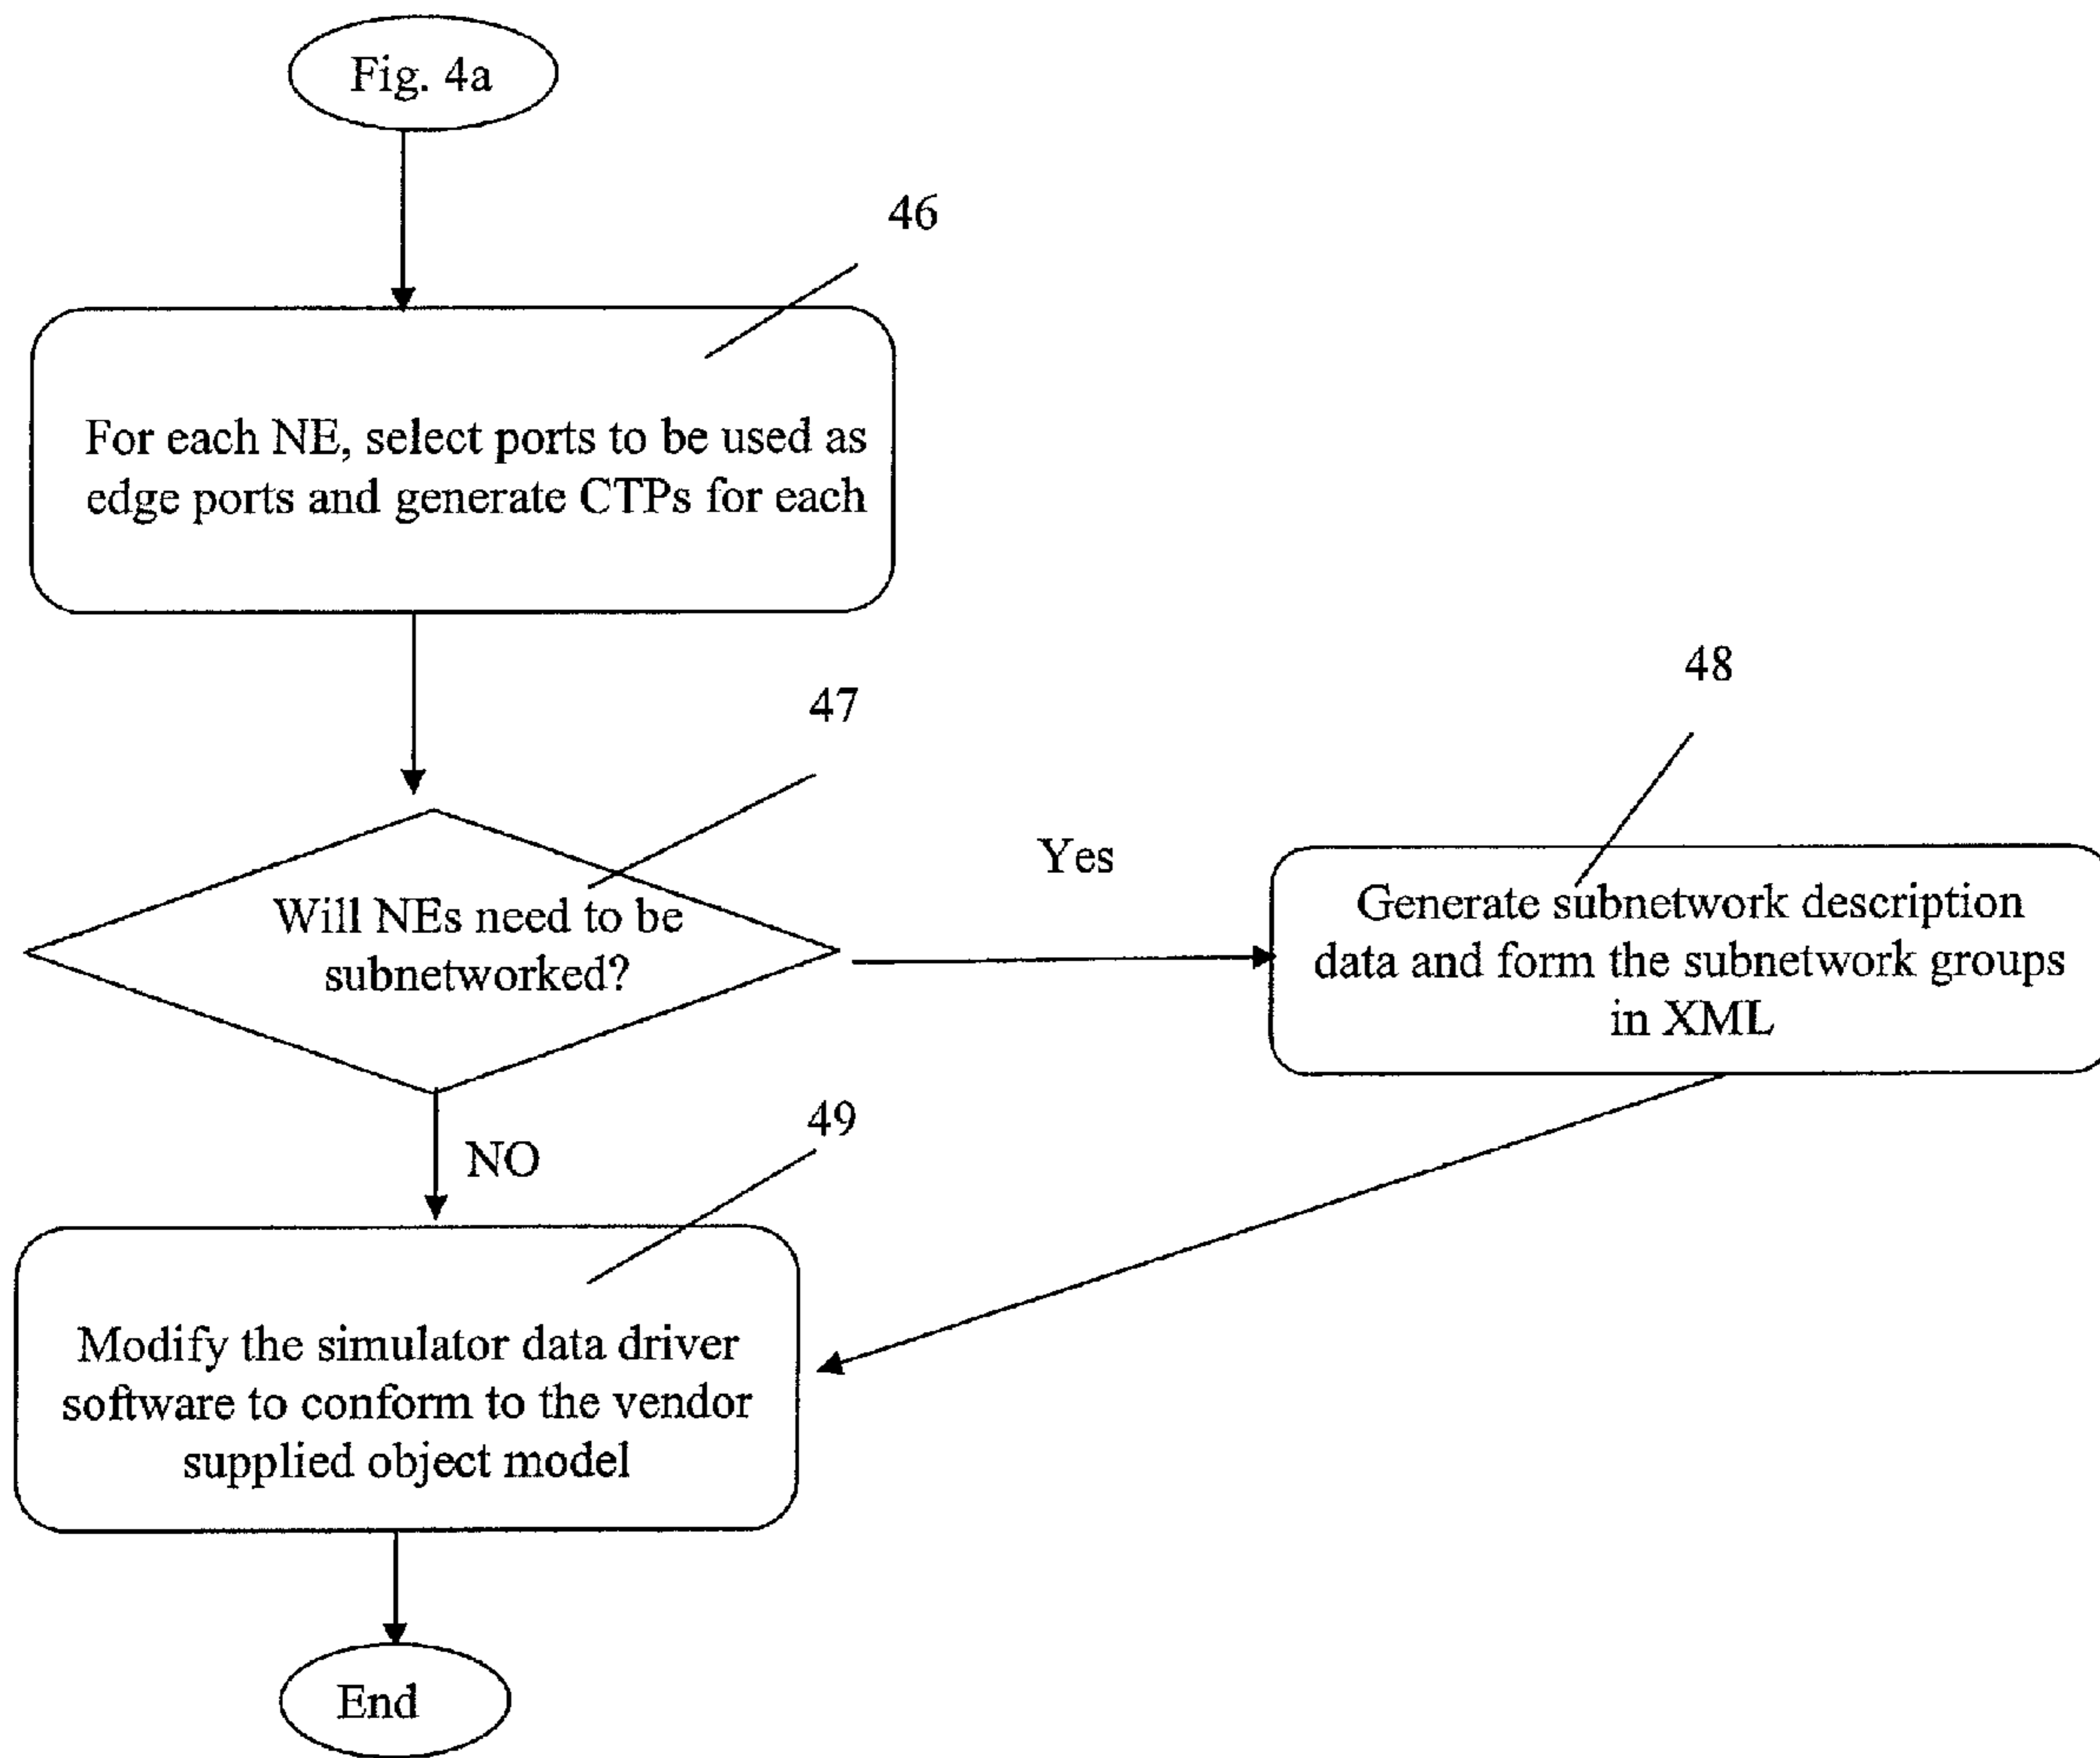 Fig. 4a
46
For each NE, select ports to be used as
edge ports and generate CTPs for each
47
Will NEs need to be
subnetworked?
Yes
48
Generate subnetwork description
data and form the subnetwork groups
in XML
NO
49
Modify the simulator data driver
software to conform to the vendor
supplied object model
End